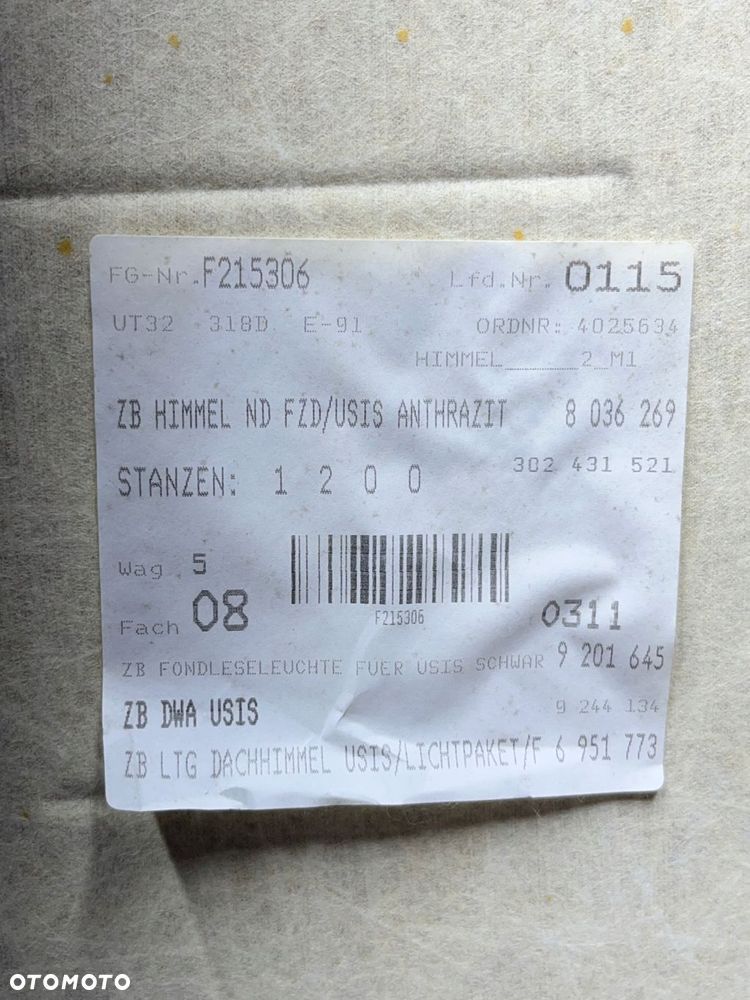 FG-Nr. F215306 Lfd.Nr. 0115
UT32 318D E-91 ORDNR: 4025634
HIMMEL______2_M1
ZB HIMMEL ND FZD/USIS ANTHRAZIT 8 036 269
STANZEN: 1 2 0 0 302 431 521
Wag 5
F215306
Fach 08 0311
ZB FONDLESELEUCHTE FUER USIS SCHWAR 9 201 645
ZB DWA USIS 9 244 134
ZB LTG DACHHIMMEL USIS/LICHTPAKET/F 6 951 773
OTOMOTO